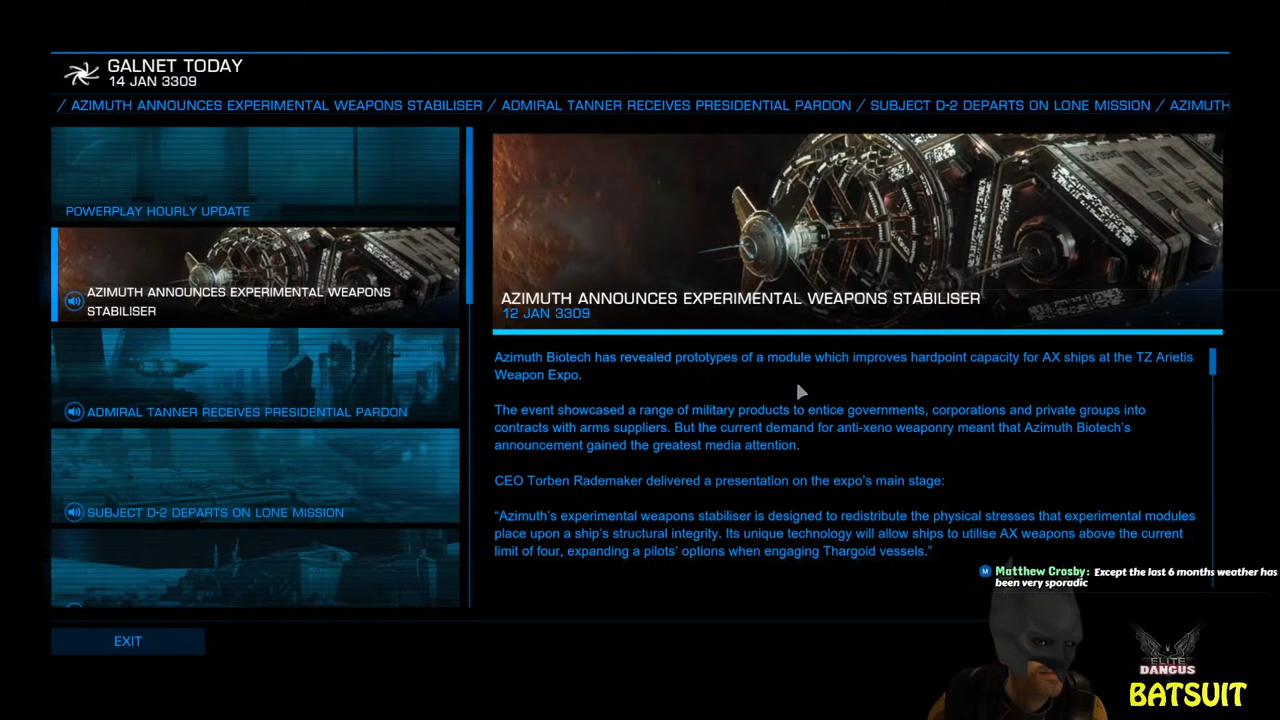 GALNET TODAY
14 JAN 3309
/ AZIMUTH ANNOUNCES EXPERIMENTAL WEAPONS STABILISER / ADMIRAL TANNER RECEIVES PRESIDENTIAL PARDON / SUBJECT D-2 DEPARTS ON LONE MISSION / AZIMUTH
POWERPLAY HOURLY UPDATE
AZIMUTH ANNOUNCES EXPERIMENTAL WEAPONS
STABILISER
ADMIRAL TANNER RECEIVES PRESIDENTIAL PARDON
SUBJECT D-2 DEPARTS ON LONE MISSION
AZIMUTH ANNOUNCES EXPERIMENTAL WEAPONS STABILISER
12 JAN 3309
Azimuth Biotech has revealed prototypes of a module which improves hardpoint capacity for AX ships at the TZ Arietis
Weapon Expo.
The event showcased a range of military products to entice governments, corporations and private groups into
contracts with arms suppliers. But the current demand for anti-xeno weaponry meant that Azimuth Biotech's
announcement gained the greatest media attention.
CEO Torben Rademaker delivered a presentation on the expo's main stage:
“Azimuth's experimental weapons stabiliser is designed to redistribute the physical stresses that experimental modules
place upon a ship's structural integrity. Its unique technology will allow ships to utilise AX weapons above the current
limit of four, expanding a pilots' options when engaging Thargoid vessels.”
M Matthew Crosby: Except the last 6 months weather has
been very sporadic
EXIT
ELITE
DANGUS
BATSUIT